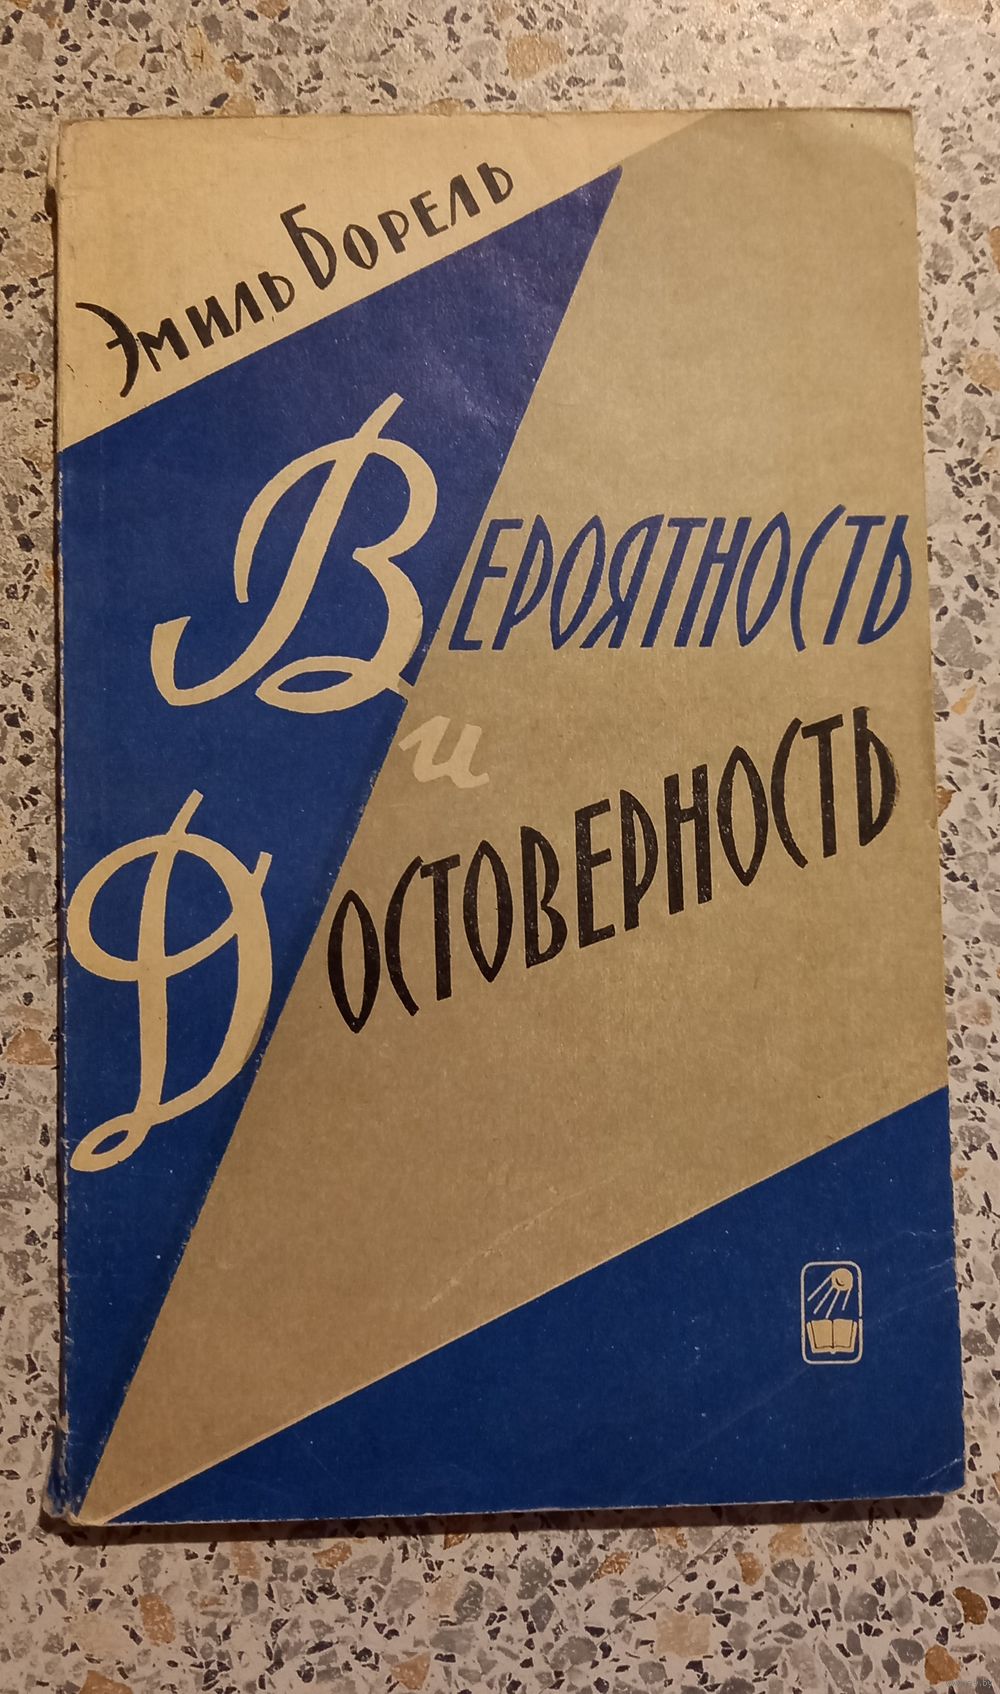 Эмиль Борель
Вероятность
и
Достоверность